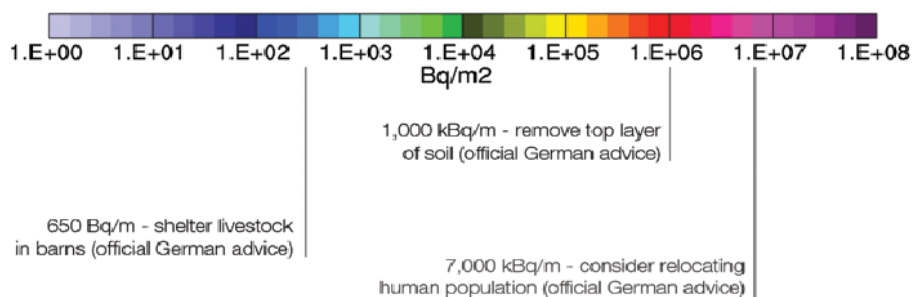 1.E+00 1.E+01 1.E+02 1.E+03 1.E+04 1.E+05 1.E+06 1.E+07 1.E+08
Bq/m2
1,000 kBq/m - remove top layer
of soil (official German advice)
650 Bq/m - shelter livestock
in barns (official German advice)
7,000 kBq/m - consider relocating
human population (official German advice)